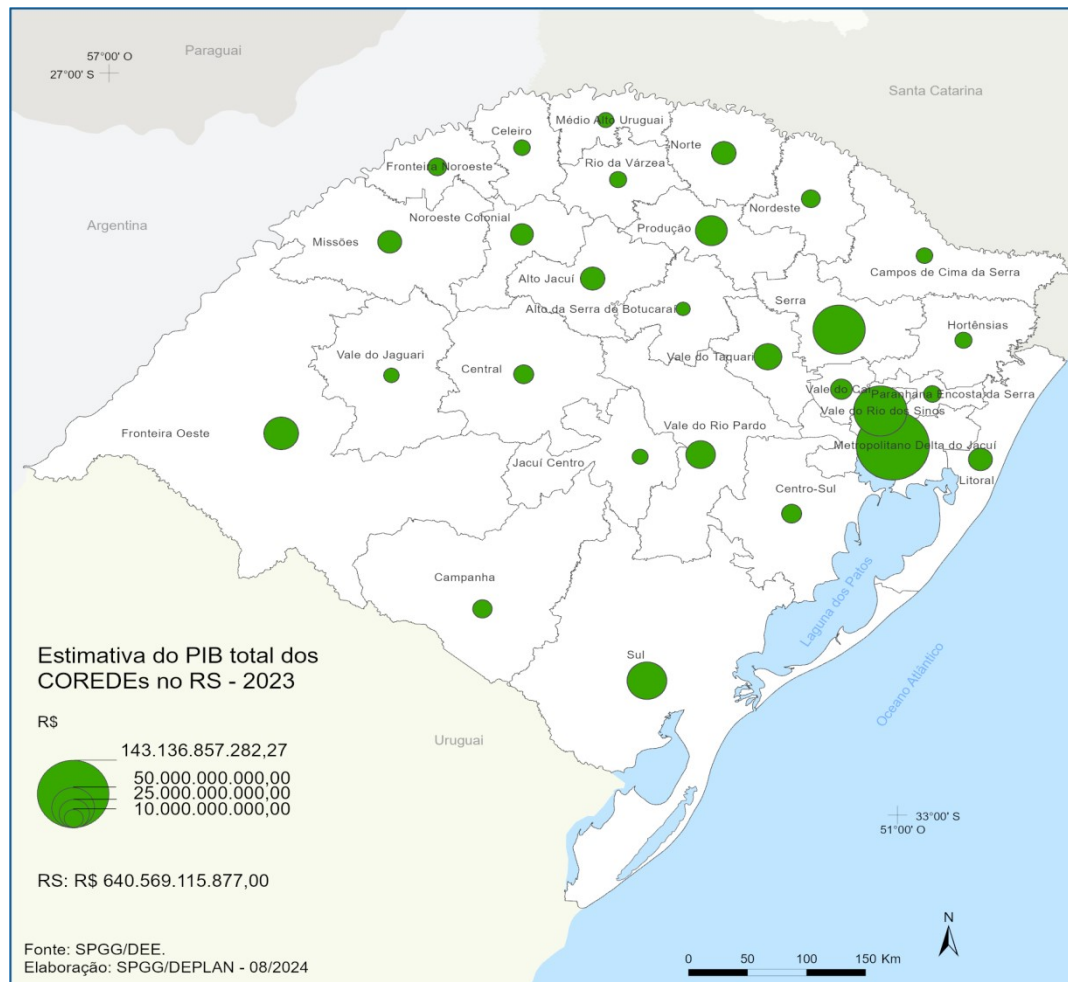 Paraguai
57°00' O
27°00' S
Santa Catarina
Argentina
Médio Alto Uruguai
Celeiro
Norte
Fronteira Noroeste
Rio da Várzea
Nordeste
Noroeste Colonial
Missões
Produção
Campos de Cima da Serra
Alto Jacuí
Alto da Serra do Botucaraí
Serra
Hortênsias
Vale do Jaguari
Central
Vale do Taquari
Vale do Caí
Paranhana Encosta da Serra
Vale do Rio dos Sinos
Fronteira Oeste
Vale do Rio Pardo
Metropolitano Delta do Jacuí
Jacuí Centro
Litoral
Centro-Sul
Campanha
Laguna dos Patos
Sul
Oceano Atlântico
Uruguai
Estimativa do PIB total dos
COREDEs no RS - 2023
R$
143.136.857.282,27
50.000.000.000,00
25.000.000.000,00
10.000.000.000,00
RS: R$ 640.569.115.877,00
33°00' S
51°00' O
N
Fonte: SPGG/DEE.
Elaboração: SPGG/DEPLAN - 08/2024
0 50 100 150 Km